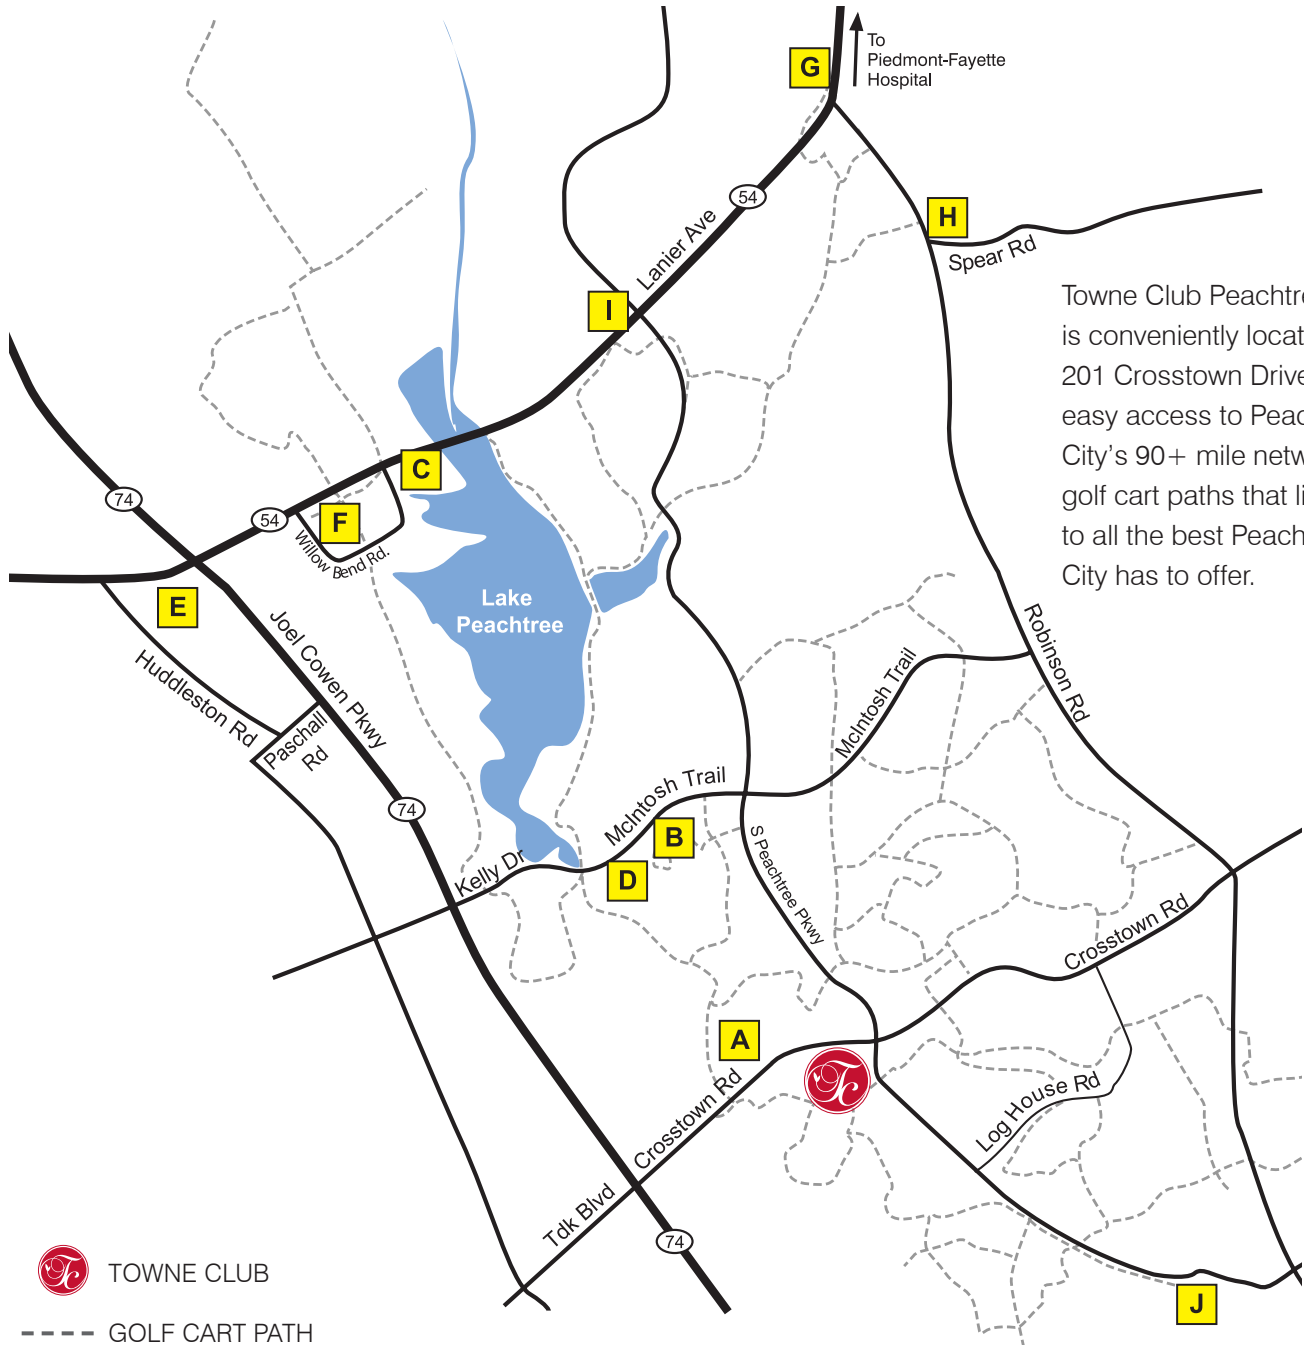 G
To
Piedmont-Fayette
Hospital
54
Lanier Ave
H
Spear Rd
I
Towne Club Peachtre
is conveniently locat
201 Crosstown Drive
easy access to Peac
City's 90+ mile netw
golf cart paths that li
to all the best Peach
City has to offer.
C
74
54
F
Willow Bend Rd.
E
Lake
Peachtree
Joel Cowen Pkwy
Huddleston Rd
Paschall
Rd
Robinson Rd
McIntosh Trail
McIntosh Trail
74
B
D
Kelly Dr
S Peachtree Pkwy
Crosstown Rd
A
Tc
Crosstown Rd
Log House Rd
Tdk Blvd
74
J
Tc TOWNE CLUB
GOLF CART PATH